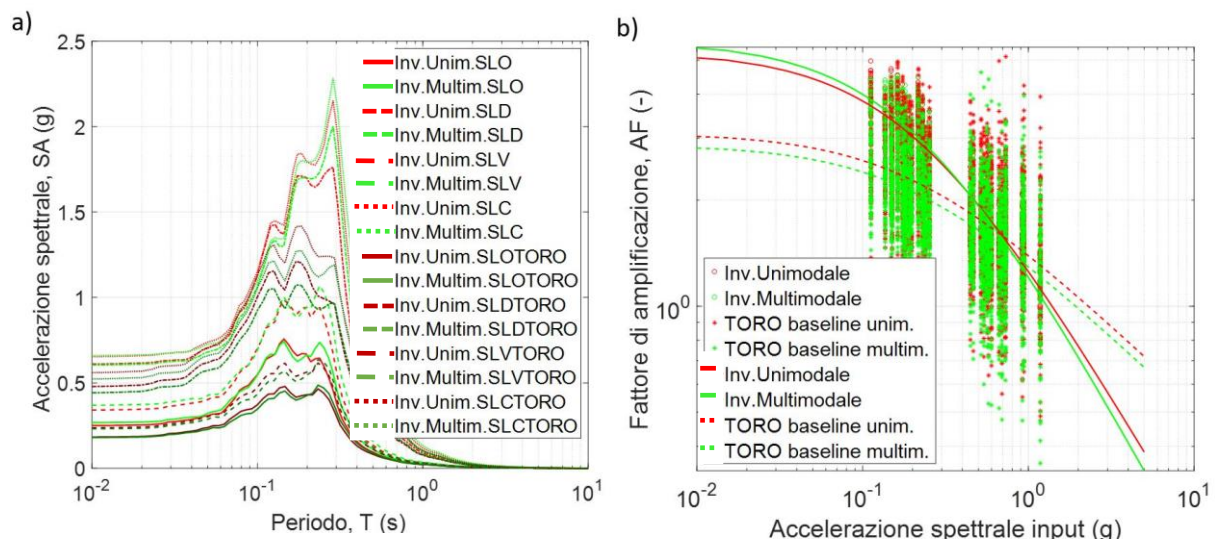 a)
Accelerazione spettrale, SA (g)
2.5
2
1.5
1
0.5
0
10-2
10-1
100
101
Periodo, T (s)
Inv.Unim.SLO
Inv.Multim.SLO
Inv.Unim.SLD
Inv.Multim.SLD
Inv.Unim.SLV
Inv.Multim.SLV
Inv.Unim.SLC
Inv.Multim.SLC
Inv.Unim.SLOTORO
Inv.Multim.SLOTORO
Inv.Unim.SLDTORO
Inv.Multim.SLDTORO
Inv.Unim.SLVTORO
Inv.Multim.SLVTORO
Inv.Unim.SLCTORO
Inv.Multim.SLCTORO
b)
Fattore di amplificazione, AF (-)
100
Inv.Unimodale
Inv.Multimodale
TORO baseline unim.
TORO baseline multim.
Inv.Unimodale
Inv.Multimodale
TORO baseline unim.
TORO baseline multim.
10-2
10-1
100
101
Accelerazione spettrale input (g)